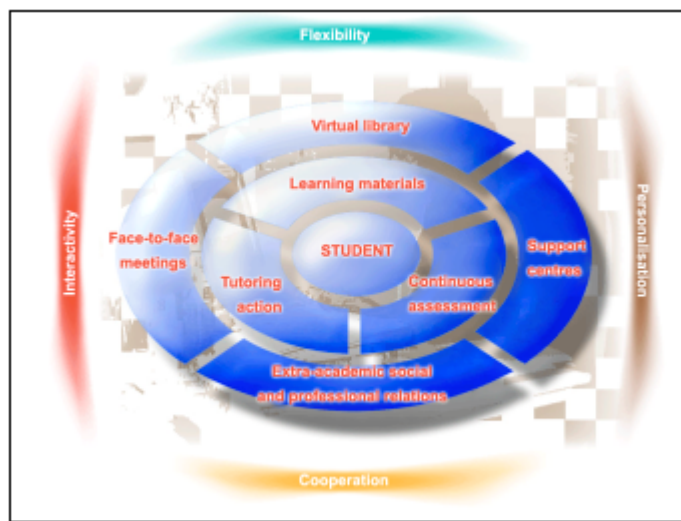 Flexibility
Virtual library
Learning materials
Interactivity
Face-to-face
meetings
STUDENT
Support
centres
Personalisation
Tutoring
action
Continuous
assessment
Extra-academic social
and professional relations
Cooperation